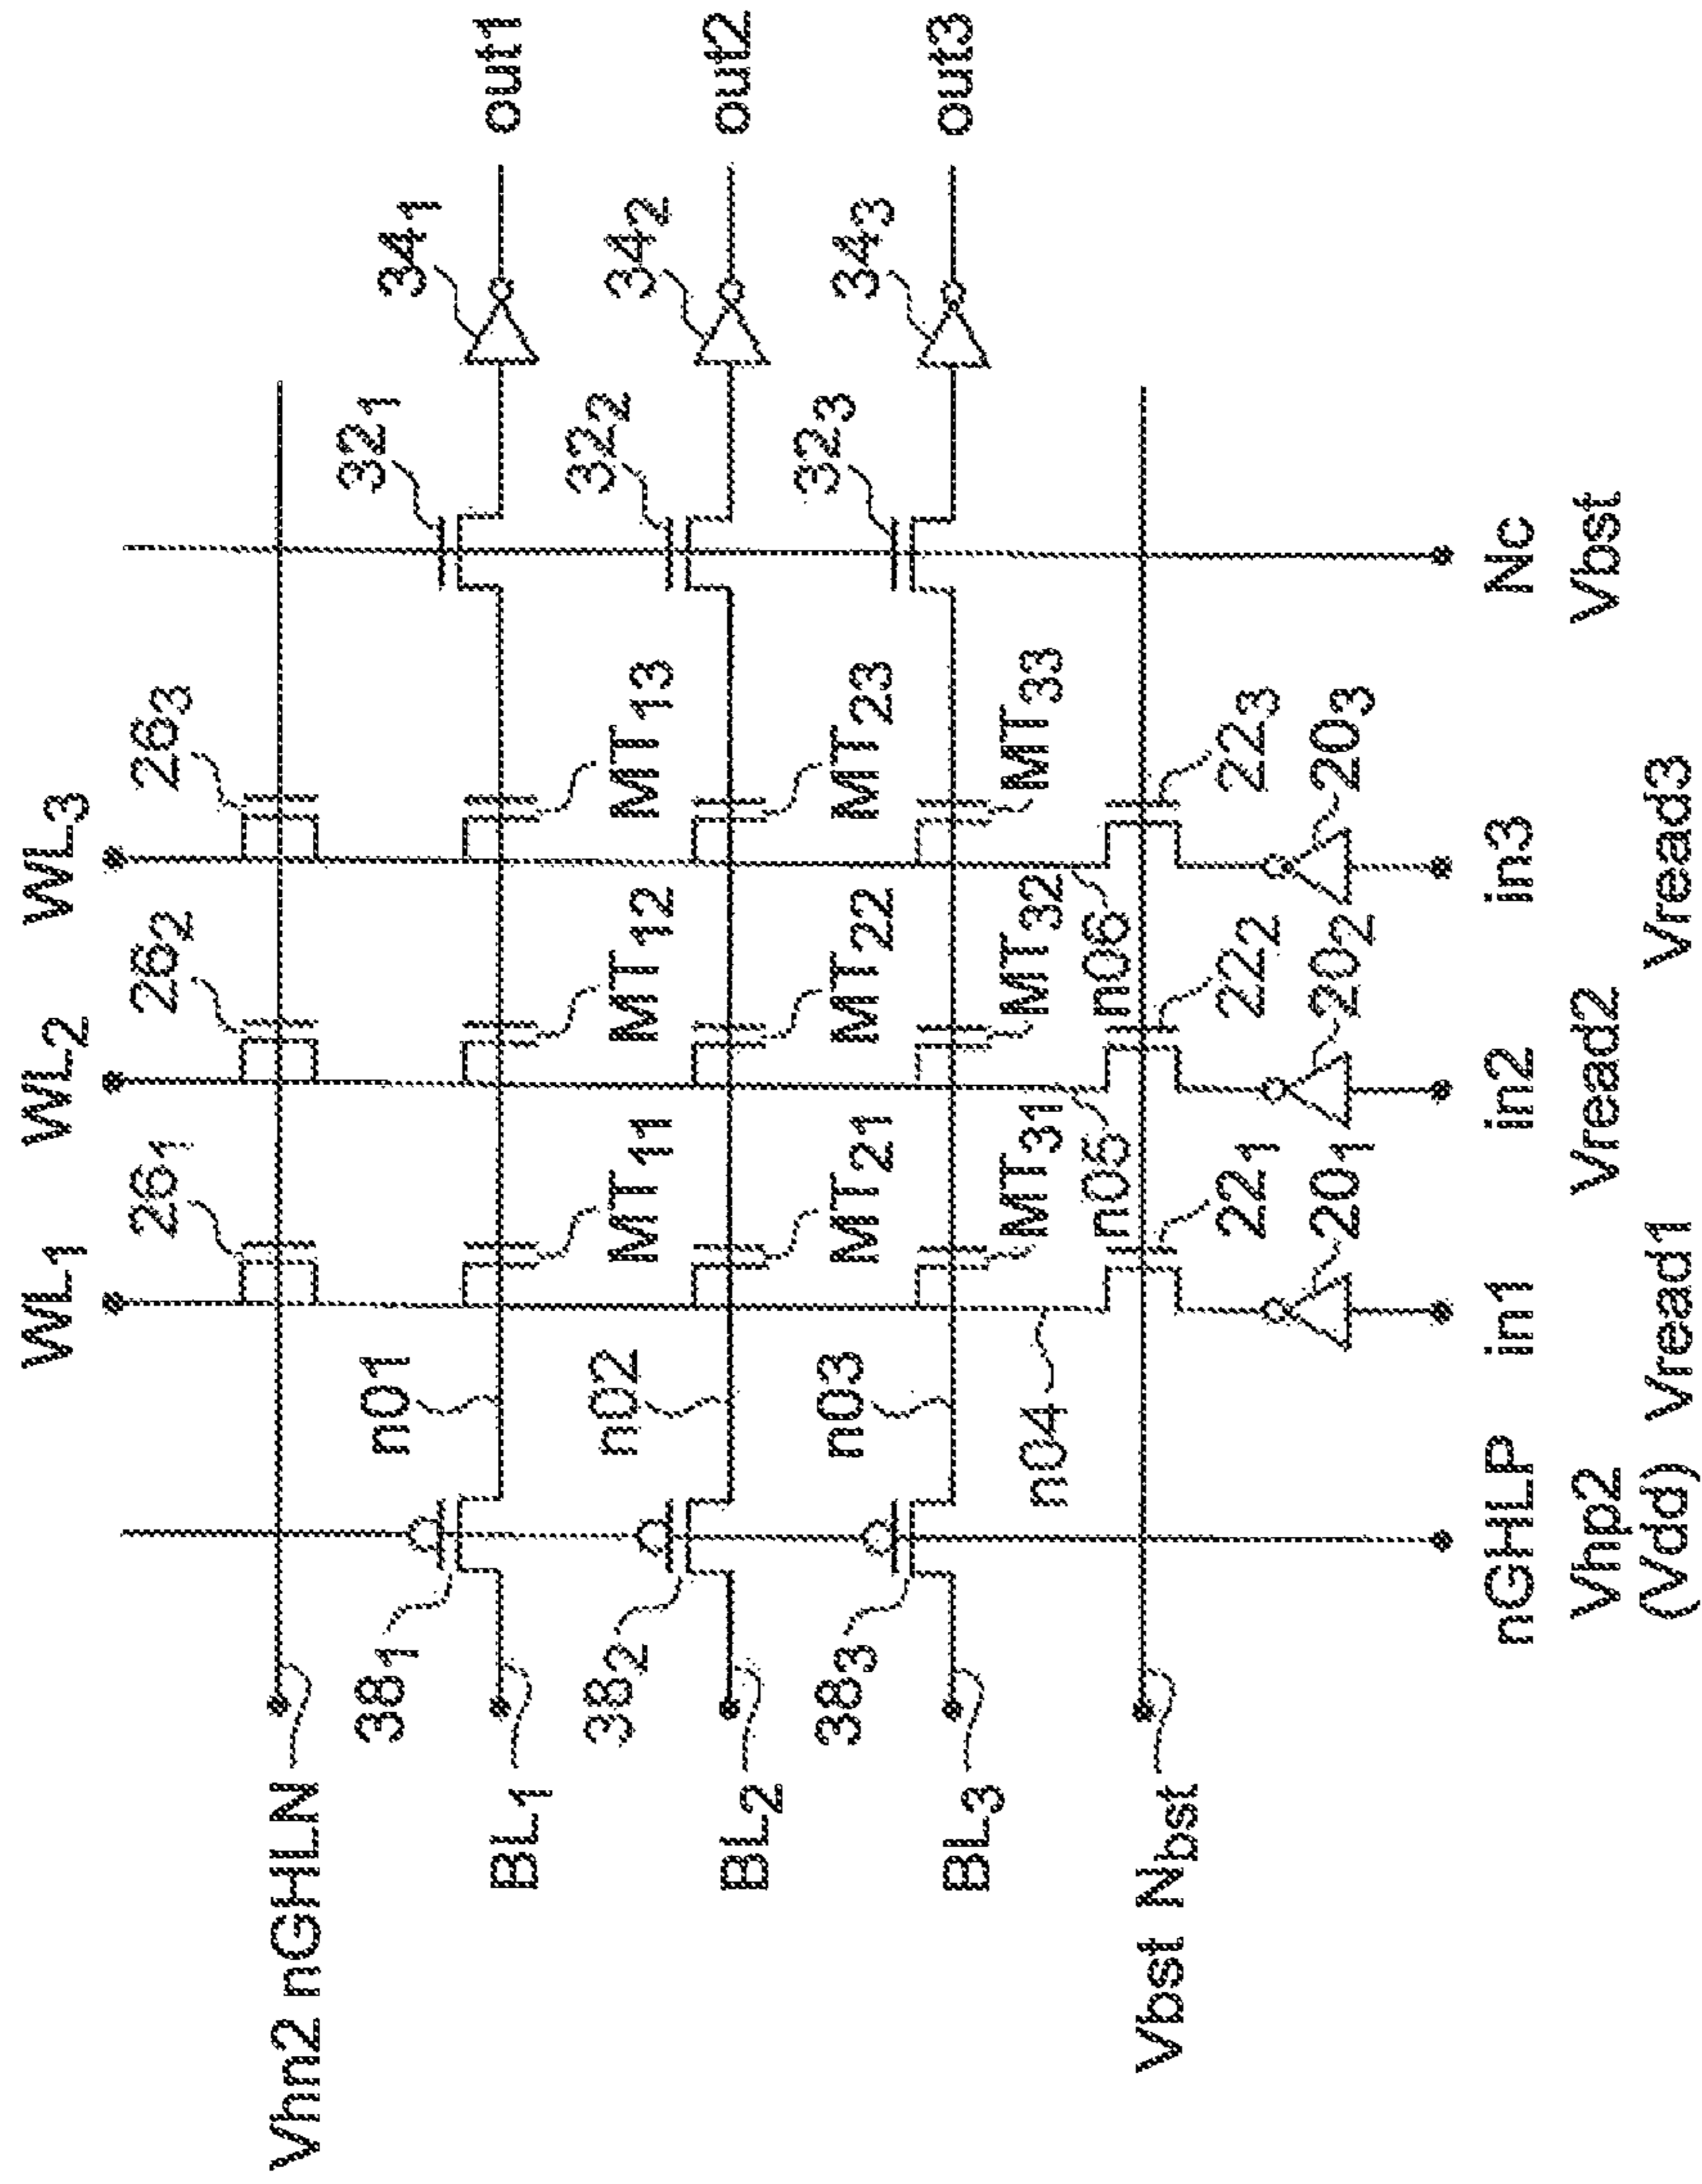 WL1 WL2 WL3
261 262 263
Vhn2 nGHLN
381 n01 321 341
BL1 MT11 MT12 MT13 out1
382 n02 322 342
BL2 MT21 MT22 MT23 out2
383 n03 323 343
BL3 MT31 MT32 MT33 out3
n04 n05 n06
Vbst Nbst
221 222 223
201 202 203
nGHLP in1 in2 in3 Nc
Vhp2 Vbst
(Vdd) Vread1 Vread2 Vread3